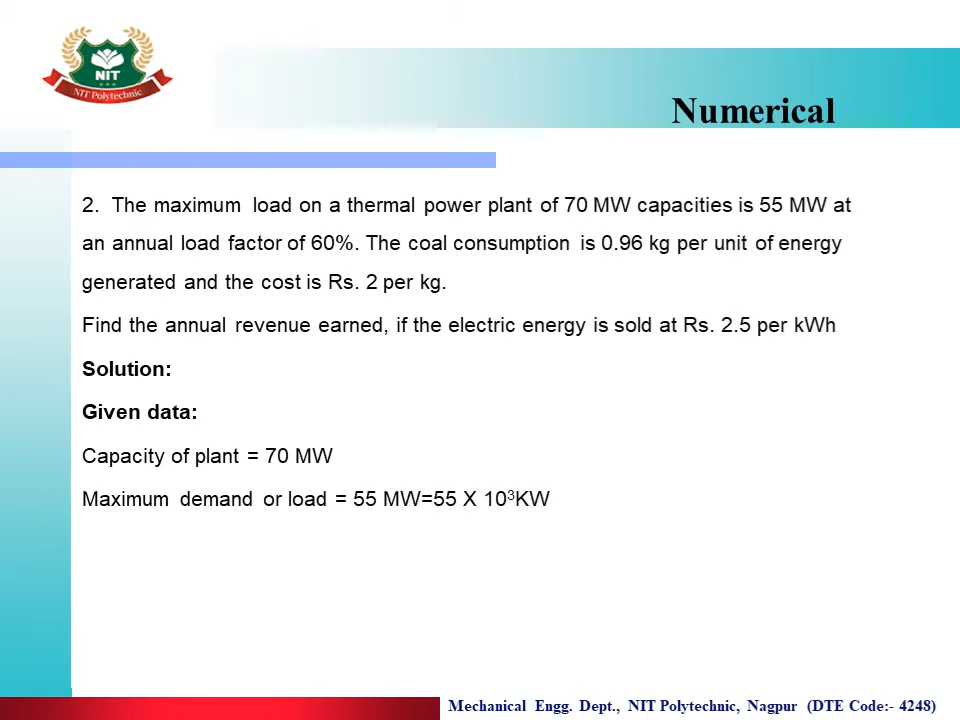 NIT
NIT Polytechnic
Numerical
2. The maximum load on a thermal power plant of 70 MW capacities is 55 MW at
an annual load factor of 60%. The coal consumption is 0.96 kg per unit of energy
generated and the cost is Rs. 2 per kg.
Find the annual revenue earned, if the electric energy is sold at Rs. 2.5 per kWh
Solution:
Given data:
Capacity of plant = 70 MW
Maximum demand or load = 55 MW=55 X 10³KW
Mechanical Engg. Dept., NIT Polytechnic, Nagpur (DTE Code:- 4248)